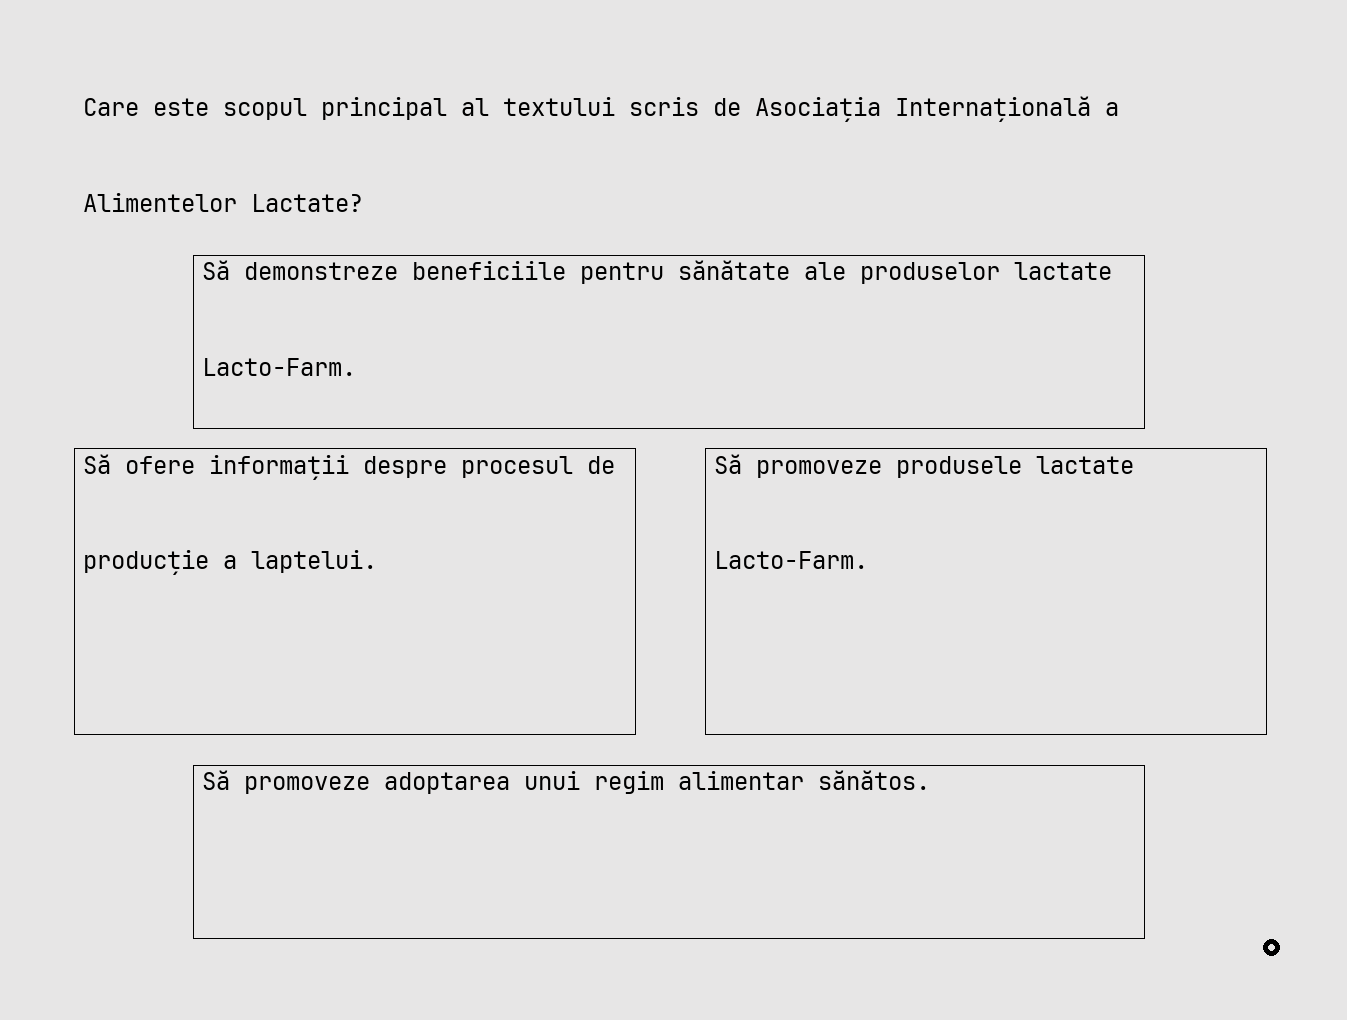 Care este scopul principal al textului scris de Asociația Internațională a
Alimentelor Lactate?
Să demonstreze beneficiile pentru sănătate ale produselor lactate
Lacto-Farm.
Să ofere informații despre procesul de
producție a laptelui.
Să promoveze produsele lactate
Lacto-Farm.
Să promoveze adoptarea unui regim alimentar sănătos.